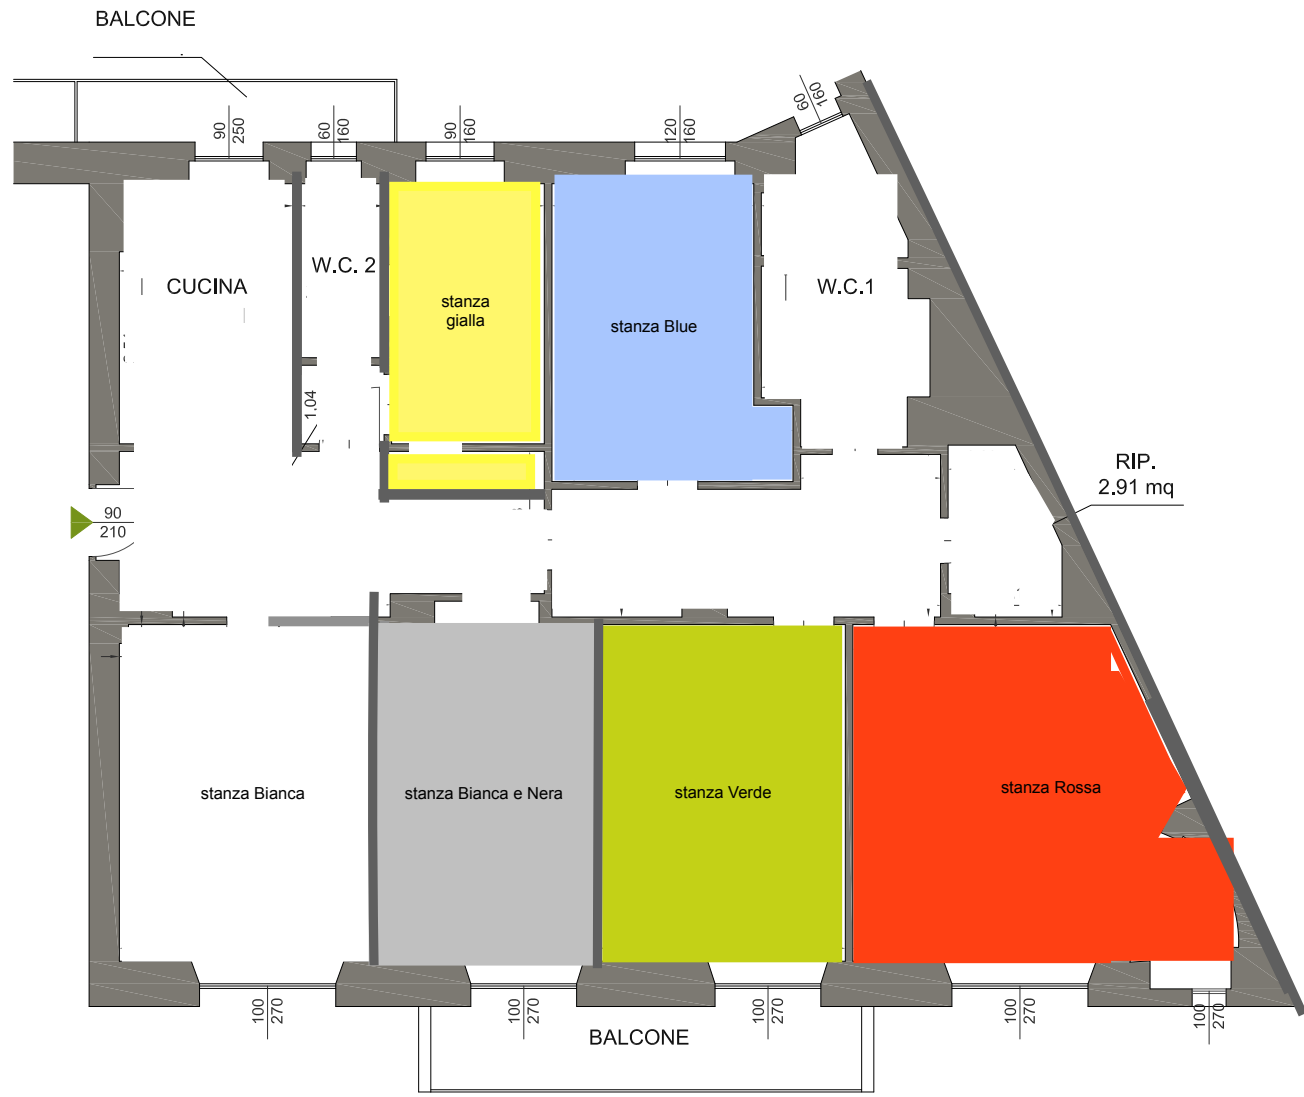 BALCONE
90
250
60
160
90
160
120
160
60
160
CUCINA
W.C. 2
stanza
gialla
stanza Blue
W.C.1
1.04
RIP.
2.91 mq
90
210
stanza Bianca
stanza Bianca e Nera
stanza Verde
stanza Rossa
100
270
100
270
100
270
100
270
100
270
BALCONE